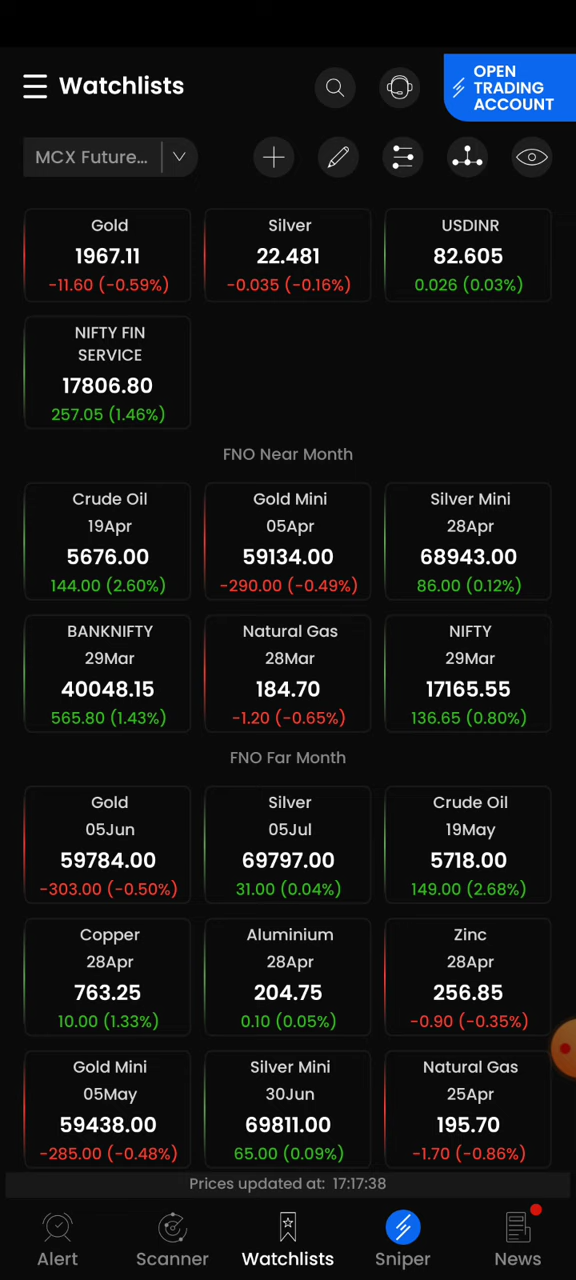 Watchlists
OPEN
TRADING
ACCOUNT
MCX Future...
Gold
1967.11
-11.60 (-0.59%)
Silver
22.481
-0.035 (-0.16%)
USDINR
82.605
0.026 (0.03%)
NIFTY FIN
SERVICE
17806.80
257.05 (1.46%)
FNO Near Month
Crude Oil
19Apr
5676.00
144.00 (2.60%)
Gold Mini
05Apr
59134.00
-290.00 (-0.49%)
Silver Mini
28Apr
68943.00
86.00 (0.12%)
BANKNIFTY
29Mar
40048.15
565.80 (1.43%)
Natural Gas
28Mar
184.70
-1.20 (-0.65%)
NIFTY
29Mar
17165.55
136.65 (0.80%)
FNO Far Month
Gold
05Jun
59784.00
-303.00 (-0.50%)
Silver
05Jul
69797.00
31.00 (0.04%)
Crude Oil
19May
5718.00
149.00 (2.68%)
Copper
28Apr
763.25
10.00 (1.33%)
Aluminium
28Apr
204.75
0.10 (0.05%)
Zinc
28Apr
256.85
-0.90 (-0.35%)
Gold Mini
05May
59438.00
-285.00 (-0.48%)
Silver Mini
30Jun
69811.00
65.00 (0.09%)
Natural Gas
25Apr
195.70
-1.70 (-0.86%)
Prices updated at: 17:17:38
Alert
Scanner
Watchlists
Sniper
News